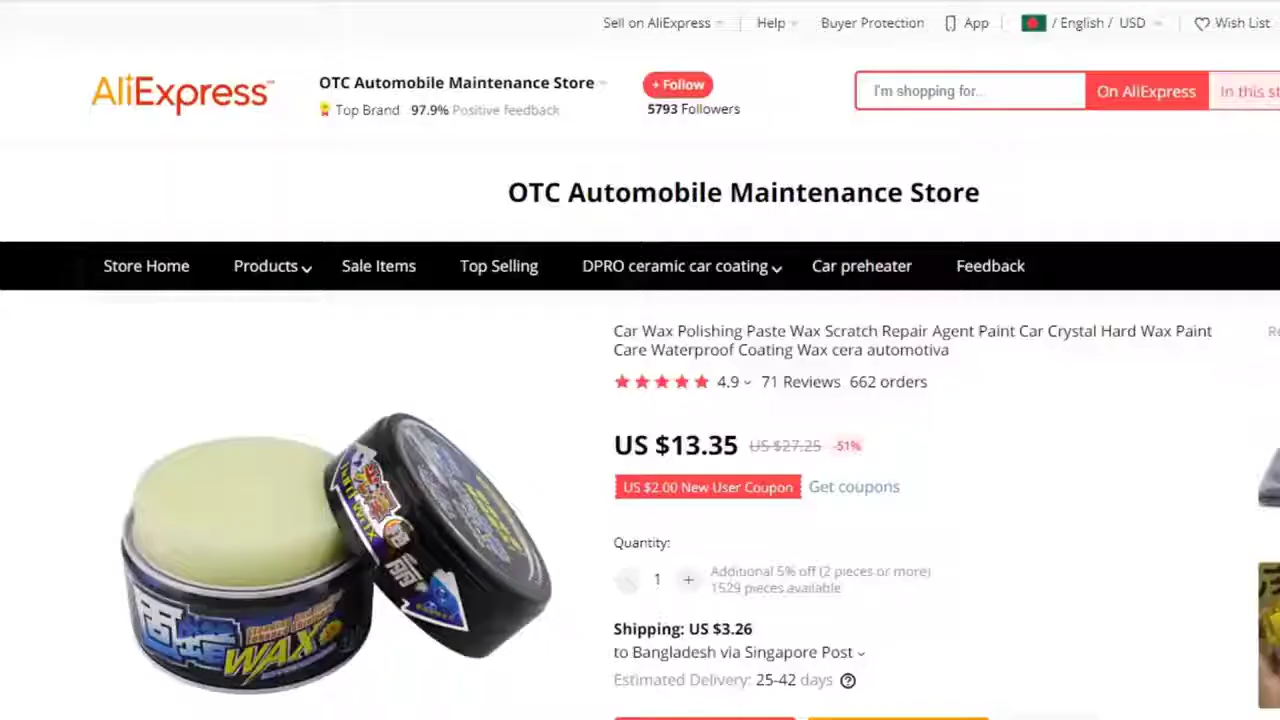 Sell on AliExpress
Help
Buyer Protection
App
/ English / USD
Wish List
AliExpress
OTC Automobile Maintenance Store
Top Brand 97.9% Positive feedback
+ Follow
5793 Followers
I'm shopping for...
On AliExpress
In this st
OTC Automobile Maintenance Store
Store Home
Products
Sale Items
Top Selling
DPRO ceramic car coating
Car preheater
Feedback
Car Wax Polishing Paste Wax Scratch Repair Agent Paint Car Crystal Hard Wax Paint
Care Waterproof Coating Wax cera automotiva
4.9 71 Reviews 662 orders
US $13.35 US $27.25 -51%
US $2.00 New User Coupon Get coupons
Quantity:
1 + Additional 5% off (2 pieces or more)
1529 pieces available
Shipping: US $3.26
to Bangladesh via Singapore Post
Estimated Delivery: 25-42 days
WAX